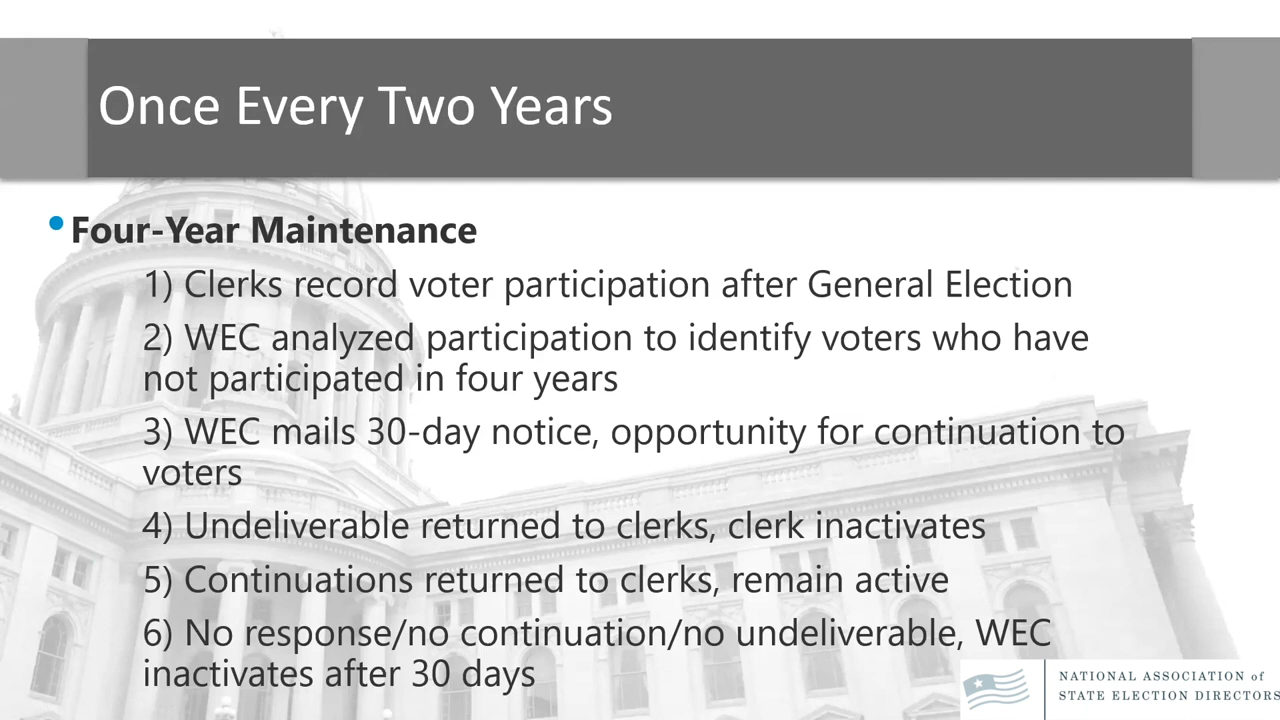 Once Every Two Years
• Four-Year Maintenance
1) Clerks record voter participation after General Election
2) WEC analyzed participation to identify voters who have
not participated in four years
3) WEC mails 30-day notice, opportunity for continuation to
voters
4) Undeliverable returned to clerks, clerk inactivates
5) Continuations returned to clerks, remain active
6) No response/no continuation/no undeliverable, WEC
inactivates after 30 days
NATIONAL ASSOCIATION of
STATE ELECTION DIRECTORS